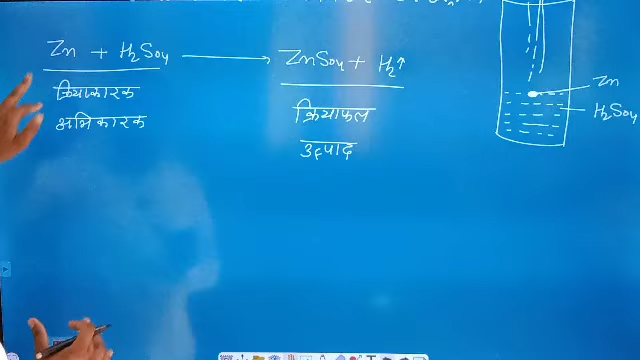 Zn + H₂SO₄ → ZnSO₄ + H₂↑
क्रियाकारक
क्रियाफल
अभिकारक
उत्पाद
Zn
H₂SO₄